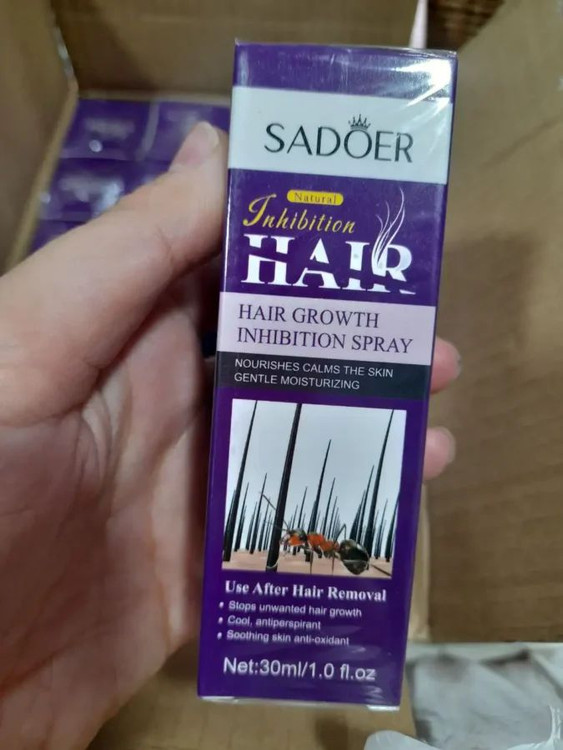 SADOER
Natural
Inhibition
HAIR
HAIR GROWTH
INHIBITION SPRAY
NOURISHES CALMS THE SKIN
GENTLE MOISTURIZING
Use After Hair Removal
• Stops unwanted hair growth
• Cool, antiperspirant
• Soothing skin anti-oxidant
Net:30ml/1.0 fl.oz